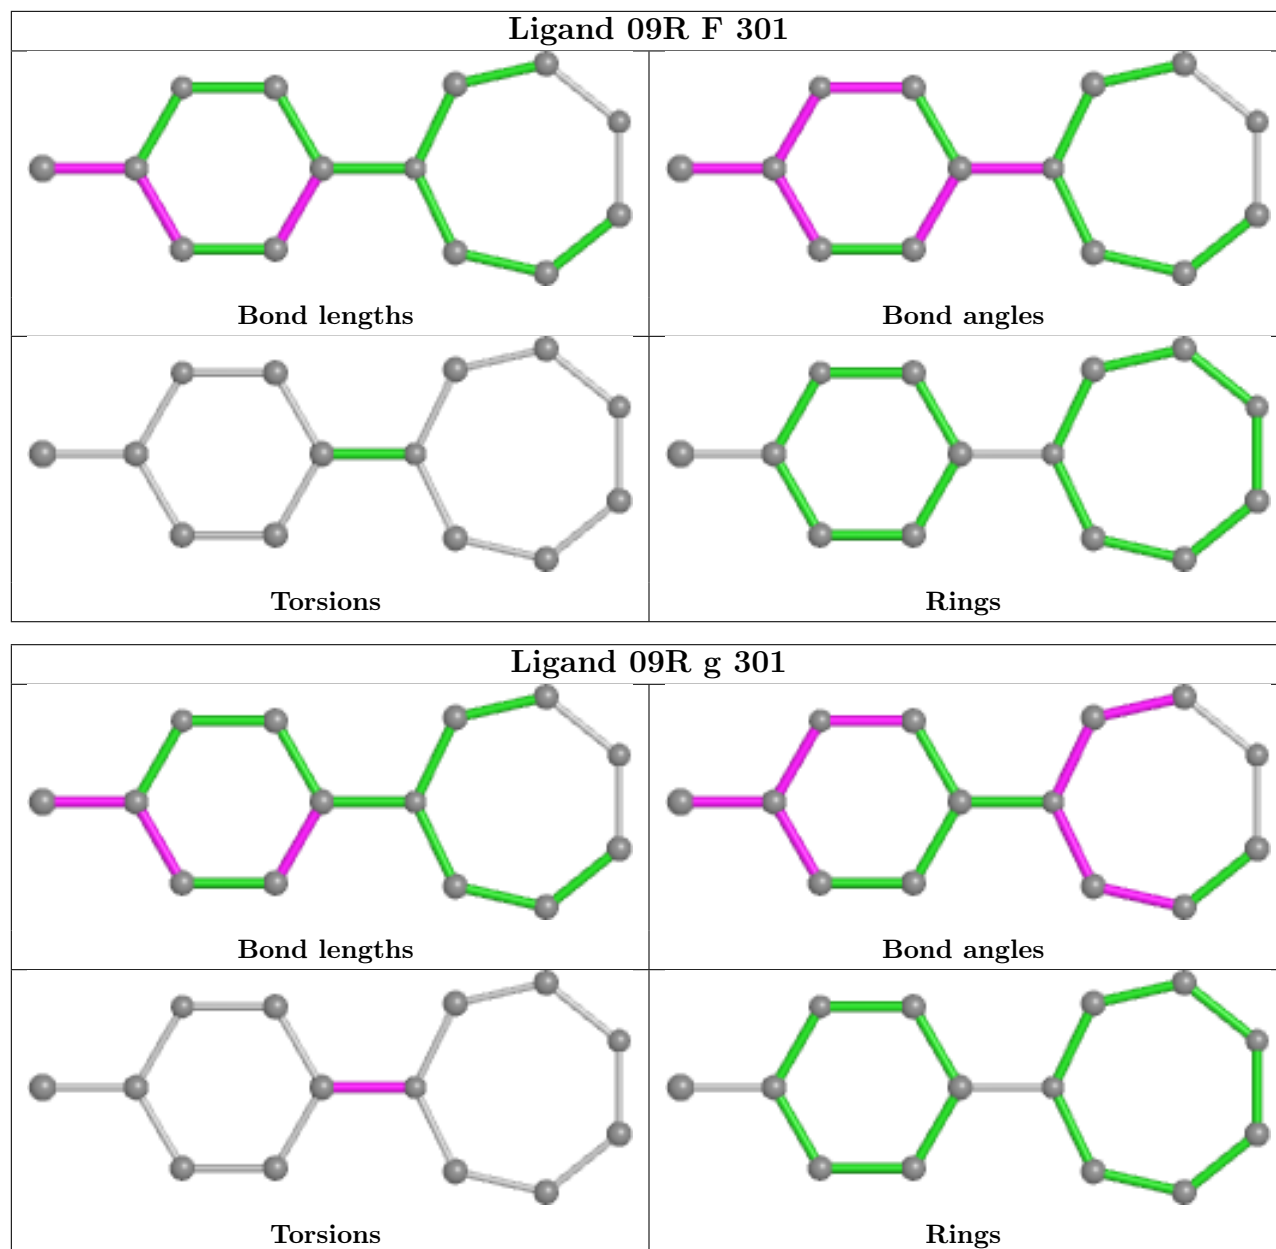 Ligand 09R F 301
Bond lengths
Bond angles
Torsions
Rings
Ligand 09R g 301
Bond lengths
Bond angles
Torsions
Rings